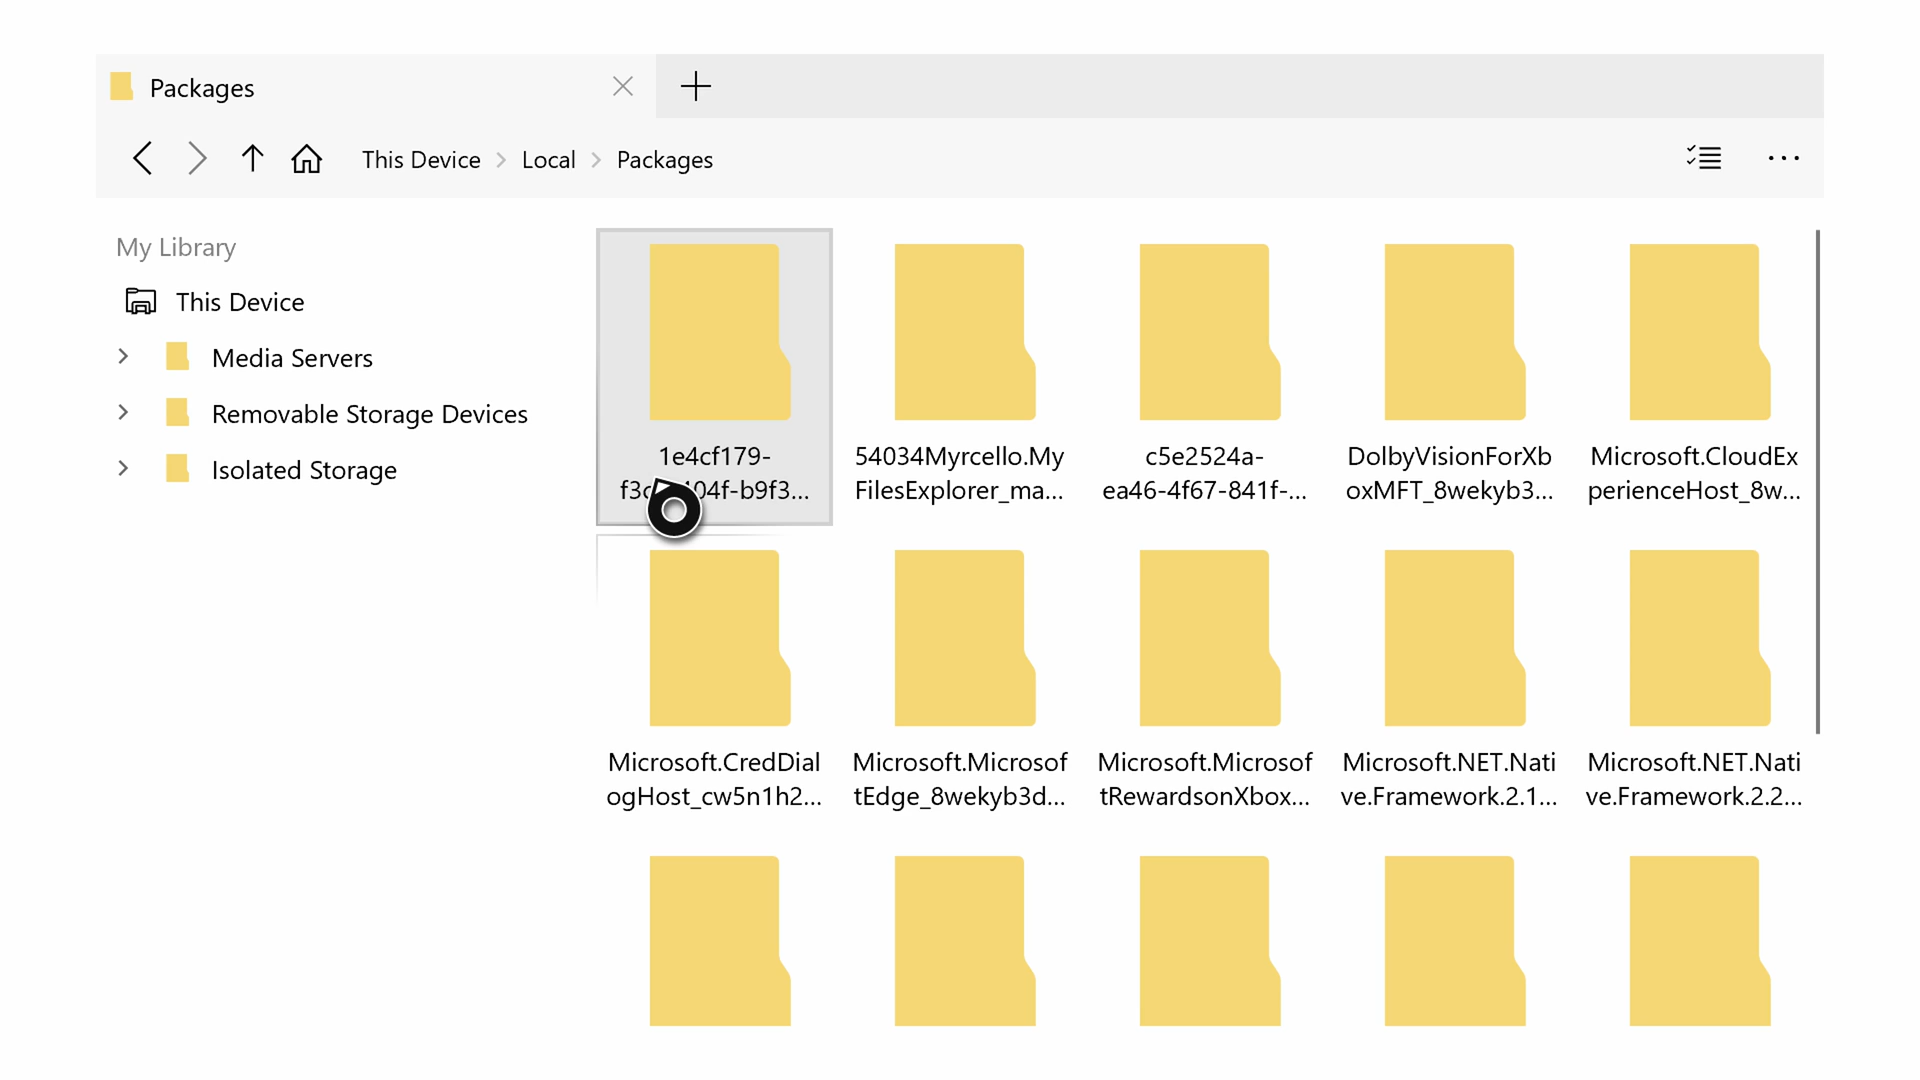 Packages
This Device > Local > Packages
My Library
This Device
Media Servers
Removable Storage Devices
Isolated Storage
1e4cf179-
04f-b9f3...
54034Myrcello.My
FilesExplorer_ma...
c5e2524a-
ea46-4f67-841f-...
DolbyVisionForXb
oxMFT_8wekyb3...
Microsoft.CloudEx
perienceHost_8w...
Microsoft.CredDial
ogHost_cw5n1h2...
Microsoft.Microsof
tEdge_8wekyb3d...
Microsoft.Microsof
tRewardsonXbox...
Microsoft.NET.Nati
ve.Framework.2.1...
Microsoft.NET.Nati
ve.Framework.2.2...